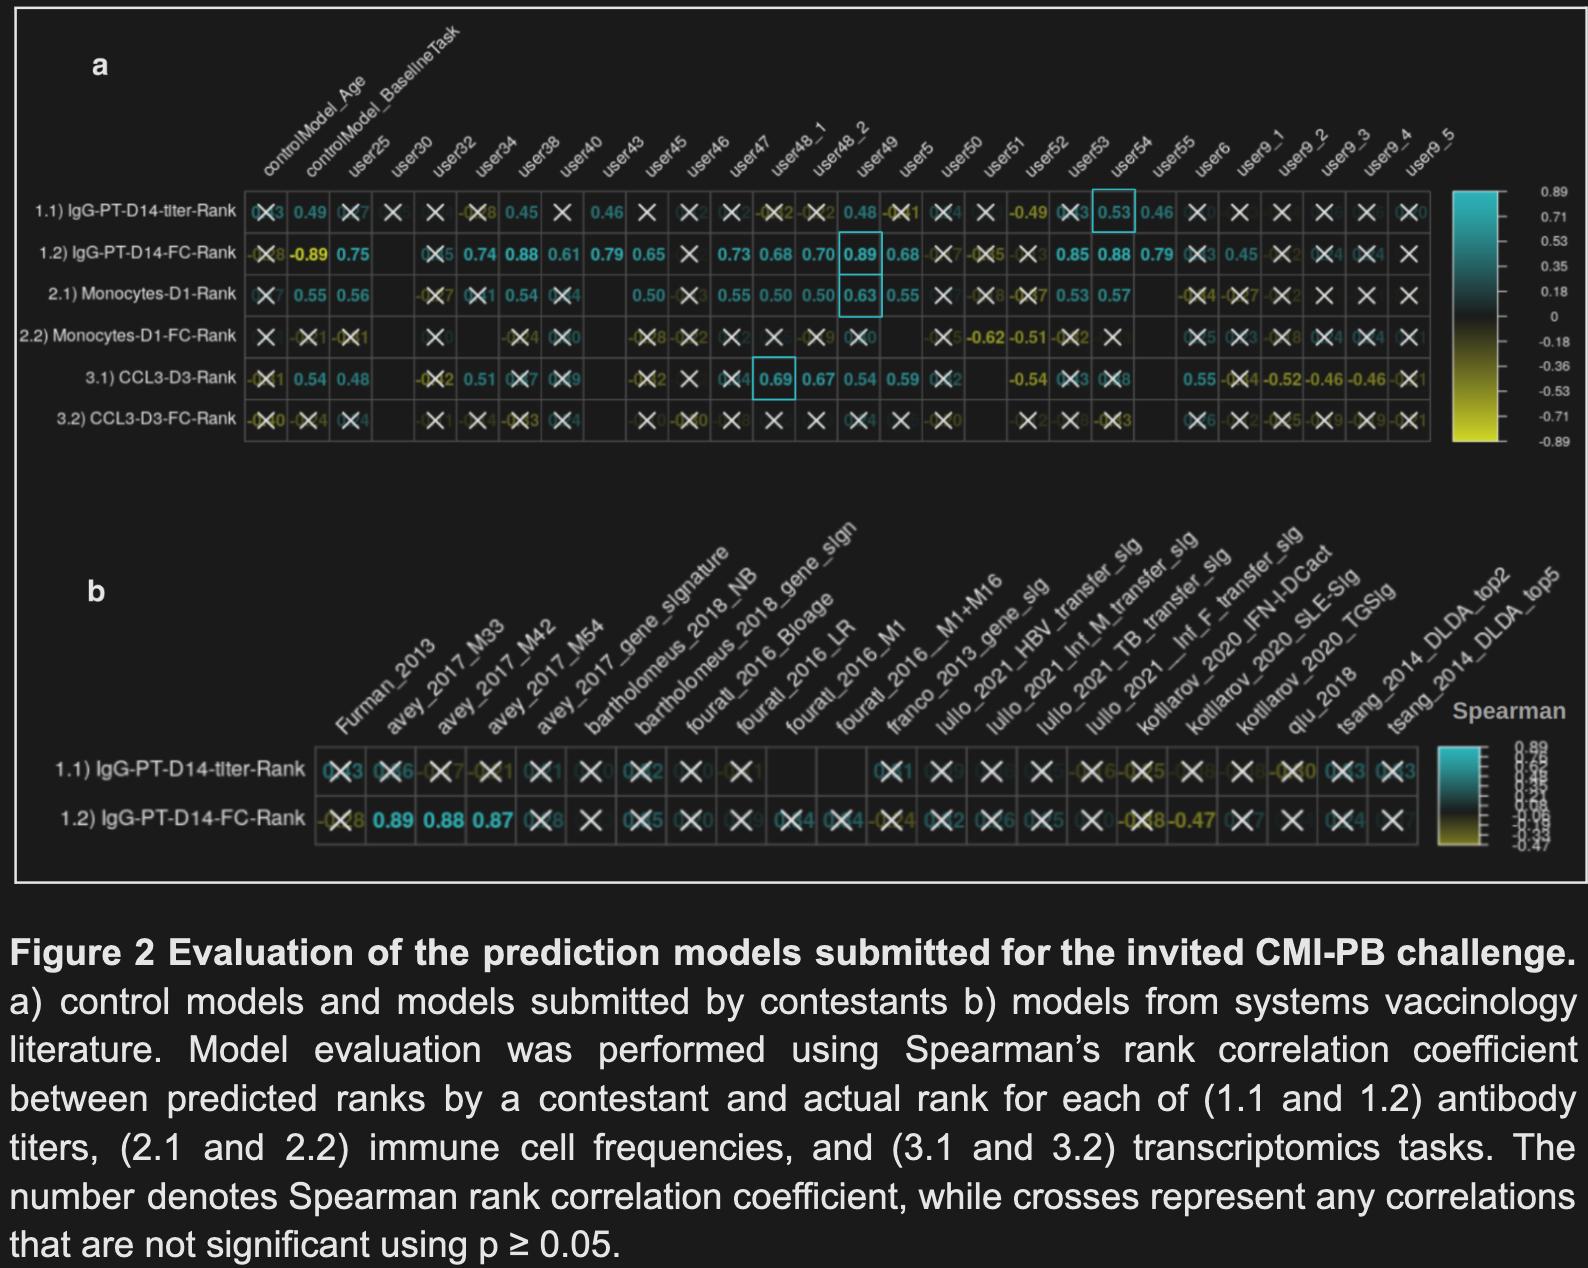 a
controlModel_Age
controlModel_BaselineTask
user25
user30
user32
user34
user38
user40
user43
user45
user46
user47
user48_1
user48_2
user49
user5
user50
user51
user52
user53
user54
user55
user6
user9_1
user9_2
user9_3
user9_4
user9_5
1.1) IgG-PT-D14-titer-Rank 0.49 0.45 0.46 0.48 -0.49 0.53 0.46
1.2) IgG-PT-D14-FC-Rank -0.89 0.75 0.74 0.88 0.61 0.79 0.65 0.73 0.68 0.70 0.89 0.68 0.85 0.88 0.79 0.45
2.1) Monocytes-D1-Rank 0.55 0.56 0.54 0.50 0.55 0.50 0.50 0.63 0.55 0.53 0.57
2.2) Monocytes-D1-FC-Rank -0.62 -0.51
3.1) CCL3-D3-Rank 0.54 0.48 0.51 0.69 0.67 0.54 0.59 -0.54 0.55 -0.52 -0.46 -0.46
3.2) CCL3-D3-FC-Rank
0.89
0.71
0.53
0.35
0.18
0
-0.18
-0.36
-0.53
-0.71
-0.89
b
Furman_2013
avey_2017_M33
avey_2017_M42
avey_2017_M54
avey_2017_gene_signature
bartholomeus_2018_NB
bartholomeus_2018_gene_sign
fourati_2016_Bioage
fourati_2016_LR
fourati_2016_M1
fourati_2016__M1+M16
franco_2013_gene_sig
lullo_2021_HBV_transfer_sig
lullo_2021_Inf_M_transfer_sig
lullo_2021_TB_transfer_sig
lullo_2021__Inf_F_transfer_sig
kotliarov_2020_IFN-I-DCact
kotliarov_2020_SLE-Sig
kotliarov_2020_TGSig
qiu_2018
tsang_2014_DLDA_top2
tsang_2014_DLDA_top5
Spearman
1.1) IgG-PT-D14-titer-Rank
1.2) IgG-PT-D14-FC-Rank 0.89 0.88 0.87 -0.47
0.89
-0.47
Figure 2 Evaluation of the prediction models submitted for the invited CMI-PB challenge.
a) control models and models submitted by contestants b) models from systems vaccinology
literature. Model evaluation was performed using Spearman’s rank correlation coefficient
between predicted ranks by a contestant and actual rank for each of (1.1 and 1.2) antibody
titers, (2.1 and 2.2) immune cell frequencies, and (3.1 and 3.2) transcriptomics tasks. The
number denotes Spearman rank correlation coefficient, while crosses represent any correlations
that are not significant using p ≥ 0.05.